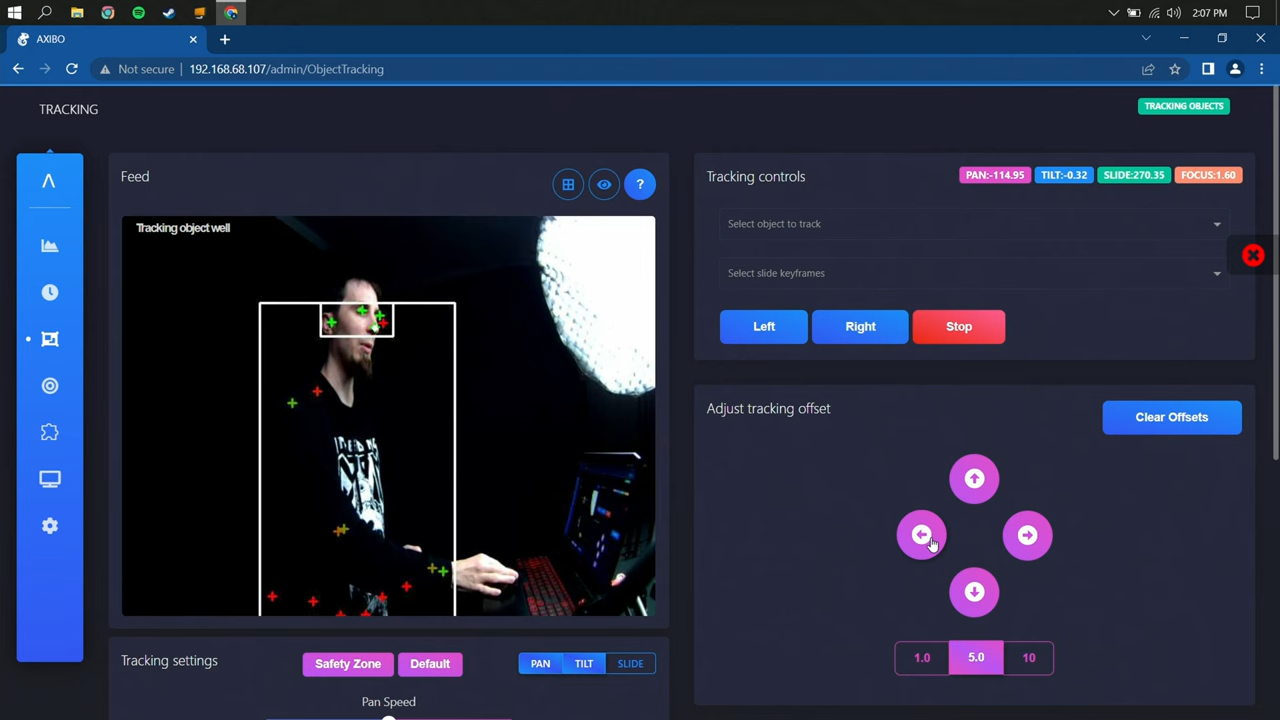 2:07 PM
AXIBO
Not secure
192.168.68.107/admin/ObjectTracking
TRACKING
TRACKING OBJECTS
Feed
?
Tracking object well
Tracking controls
PAN:-114.95
TILT:-0.32
SLIDE:270.35
FOCUS:1.60
Select object to track
Select slide keyframes
Left
Right
Stop
Adjust tracking offset
Clear Offsets
1.0
5.0
10
Tracking settings
Safety Zone
Default
PAN
TILT
SLIDE
Pan Speed